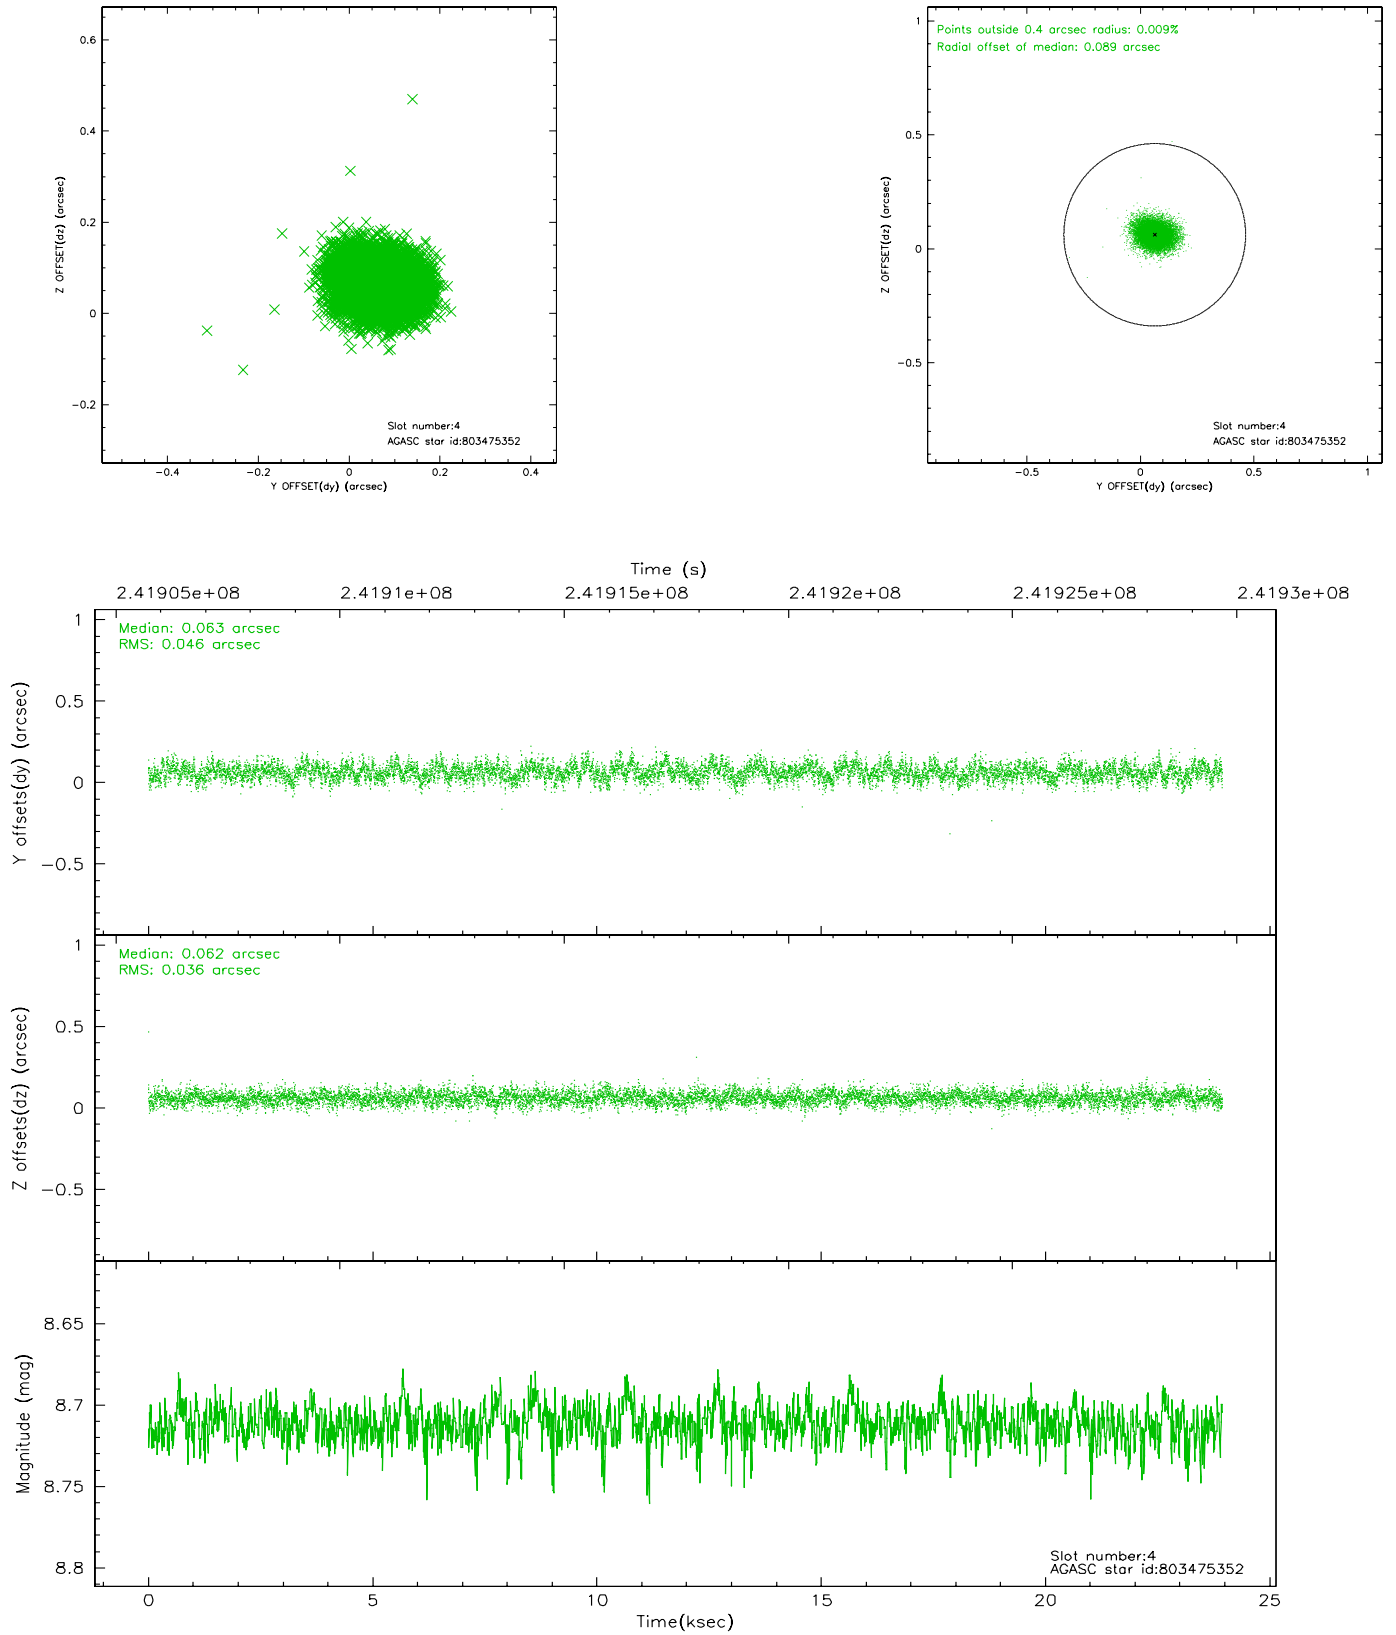 0.6
0.4
0.2
0
−0.2
Z OFFSET(dz) (arcsec)
−0.4 −0.2 0 0.2 0.4
Y OFFSET(dy) (arcsec)
Slot number:4
AGASC star id:803475352
Points outside 0.4 arcsec radius: 0.009%
Radial offset of median: 0.089 arcsec
1
0.5
0
−0.5
Z OFFSET(dz) (arcsec)
−0.5 0 0.5 1
Y OFFSET(dy) (arcsec)
Slot number:4
AGASC star id:803475352
Time (s)
2.41905e+08 2.4191e+08 2.41915e+08 2.4192e+08 2.41925e+08 2.4193e+08
Median: 0.063 arcsec
RMS: 0.046 arcsec
1
0.5
0
−0.5
Y offsets(dy) (arcsec)
Median: 0.062 arcsec
RMS: 0.036 arcsec
1
0.5
0
−0.5
Z offsets(dz) (arcsec)
8.65
8.7
8.75
8.8
Magnitude (mag)
Slot number:4
AGASC star id:803475352
0 5 10 15 20 25
Time(ksec)